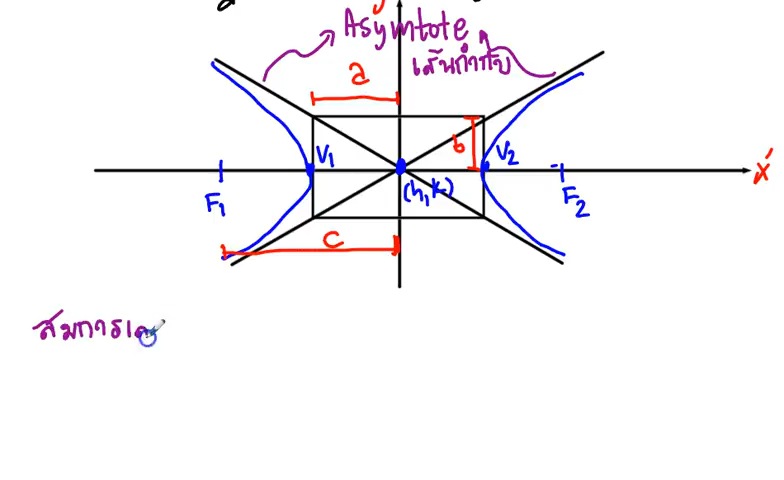 Asymtote
เส้นกำกับ
a
b
V₁
V₂
(h,k)
x'
F₁
F₂
c
สมการเ